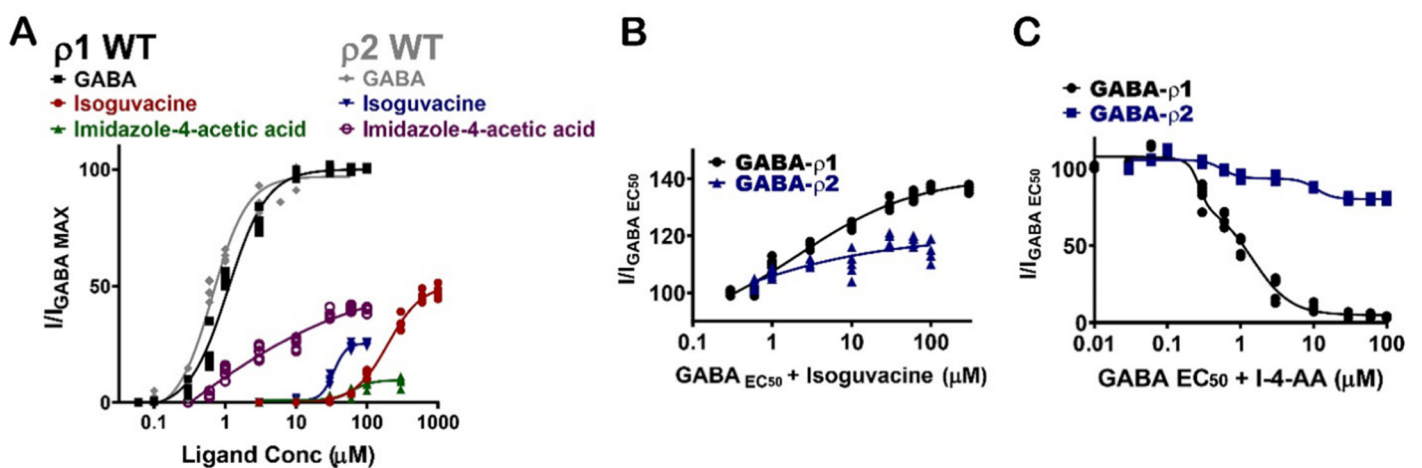 A
ρ1 WT
GABA
Isoguvacine
Imidazole-4-acetic acid
ρ2 WT
GABA
Isoguvacine
Imidazole-4-acetic acid
I/IGABA MAX
100
50
0
0.1
1
10
100
1000
Ligand Conc (μM)
B
GABA-ρ1
GABA-ρ2
I/IGABA EC50
140
120
100
1
10
100
GABA EC50 + Isoguvacine (μM)
C
GABA-ρ1
GABA-ρ2
I/IGABA EC50
100
50
0
0.01
0.1
1
10
100
GABA EC50 + I-4-AA (μM)